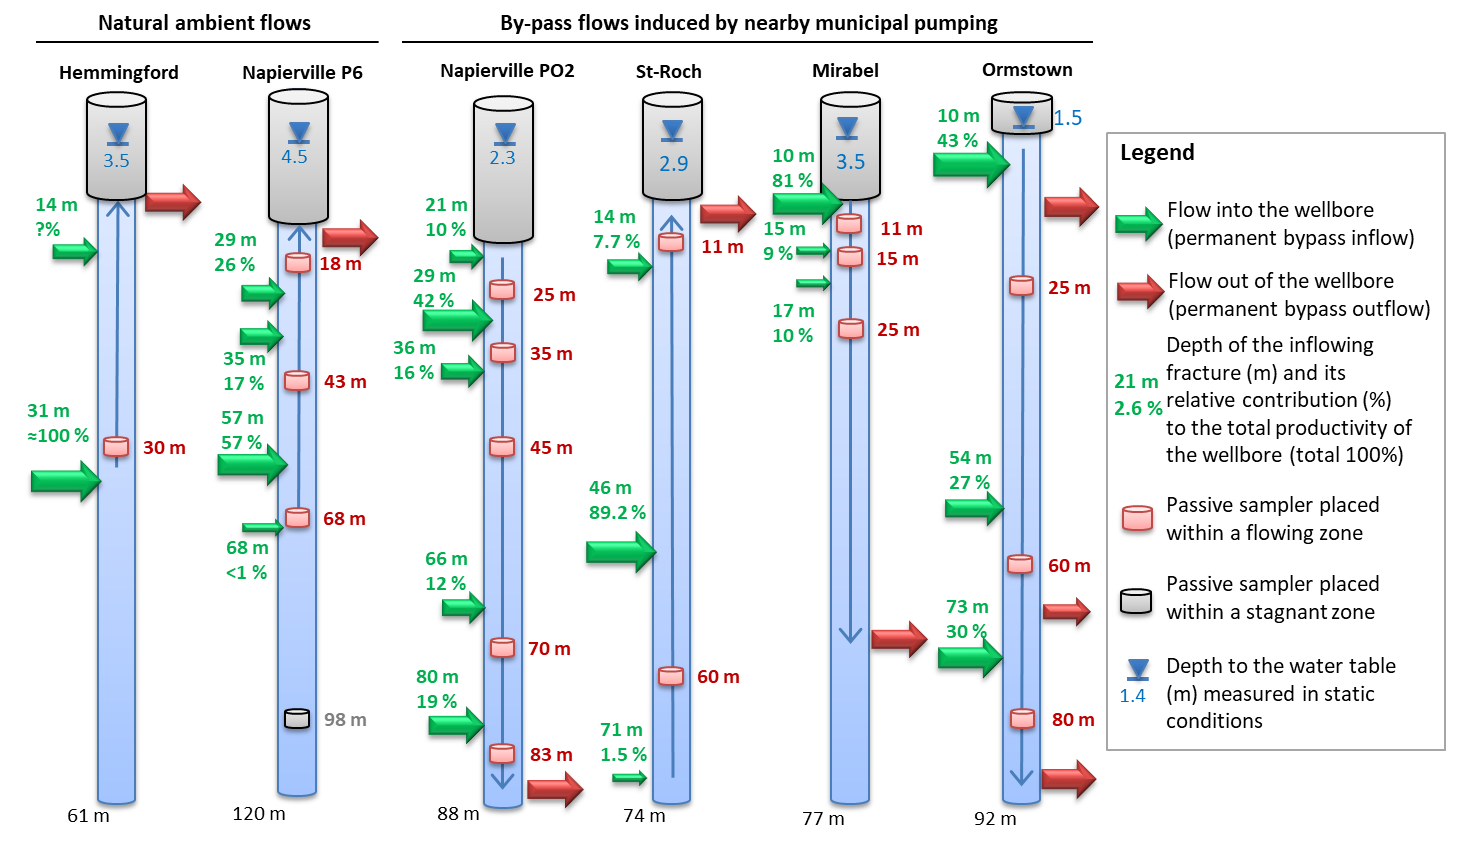 Natural ambient flows
By-pass flows induced by nearby municipal pumping
Hemmingford
3.5
14 m
?%
31 m
≈100 %
30 m
61 m
Napierville P6
4.5
29 m
26 %
18 m
35 m
17 %
43 m
57 m
57 %
68 m
68 m
<1 %
98 m
120 m
Napierville PO2
2.3
21 m
10 %
25 m
29 m
42 %
35 m
36 m
16 %
45 m
66 m
12 %
70 m
80 m
19 %
83 m
88 m
St-Roch
2.9
14 m
7.7 %
11 m
46 m
89.2 %
60 m
71 m
1.5 %
74 m
Mirabel
3.5
10 m
81 %
11 m
15 m
9 %
15 m
17 m
10 %
25 m
77 m
Ormstown
1.5
10 m
43 %
25 m
54 m
27 %
60 m
73 m
30 %
80 m
92 m
Legend
Flow into the wellbore
(permanent bypass inflow)
Flow out of the wellbore
(permanent bypass outflow)
21 m
2.6 %
Depth of the inflowing
fracture (m) and its
relative contribution (%)
to the total productivity of
the wellbore (total 100%)
Passive sampler placed
within a flowing zone
Passive sampler placed
within a stagnant zone
1.4
Depth to the water table
(m) measured in static
conditions